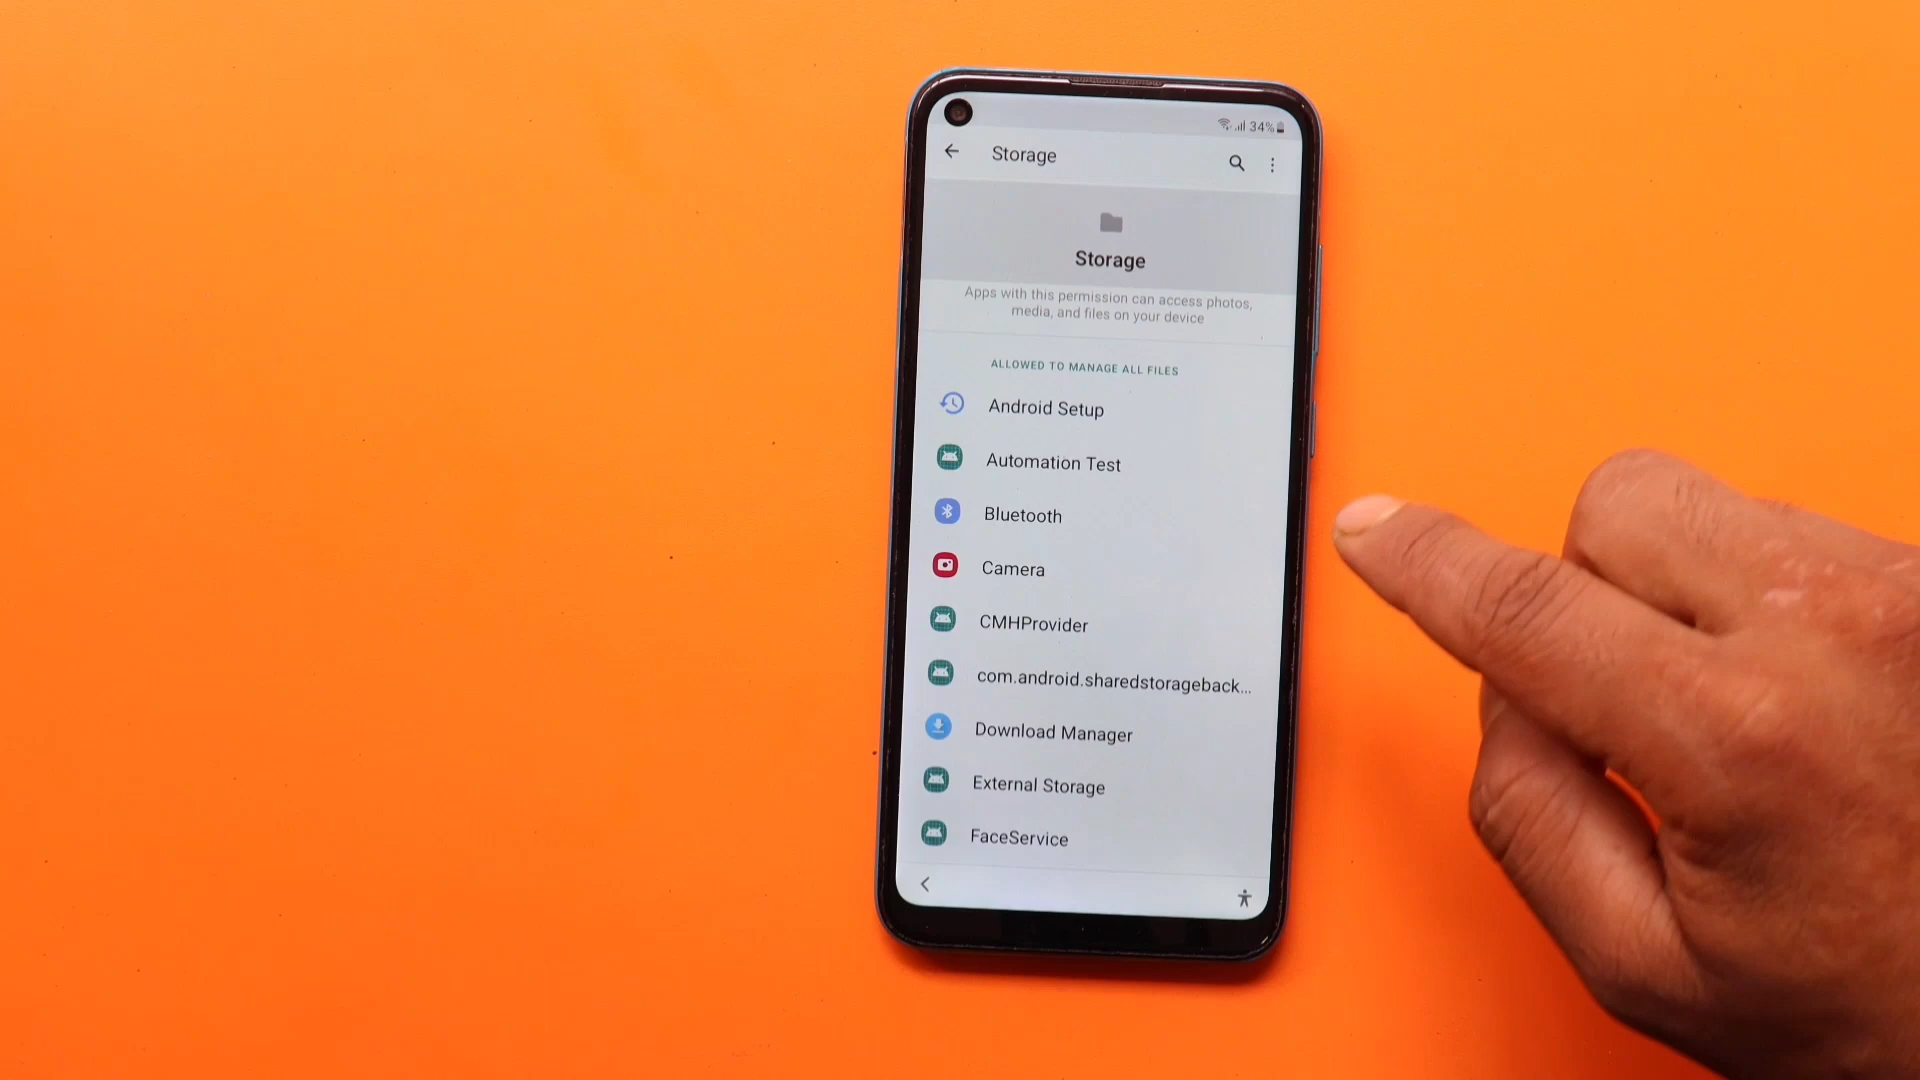 34%
Storage
Storage
Apps with this permission can access photos,
media, and files on your device
ALLOWED TO MANAGE ALL FILES
Android Setup
Automation Test
Bluetooth
Camera
CMHProvider
com.android.sharedstorageback...
Download Manager
External Storage
FaceService